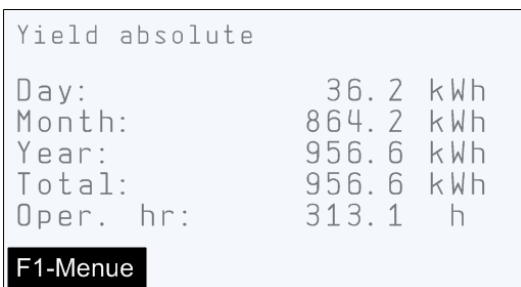 Yield absolute
Day: 36.2 kWh
Month: 864.2 kWh
Year: 956.6 kWh
Total: 956.6 kWh
Oper. hr: 313.1 h
F1-Menue